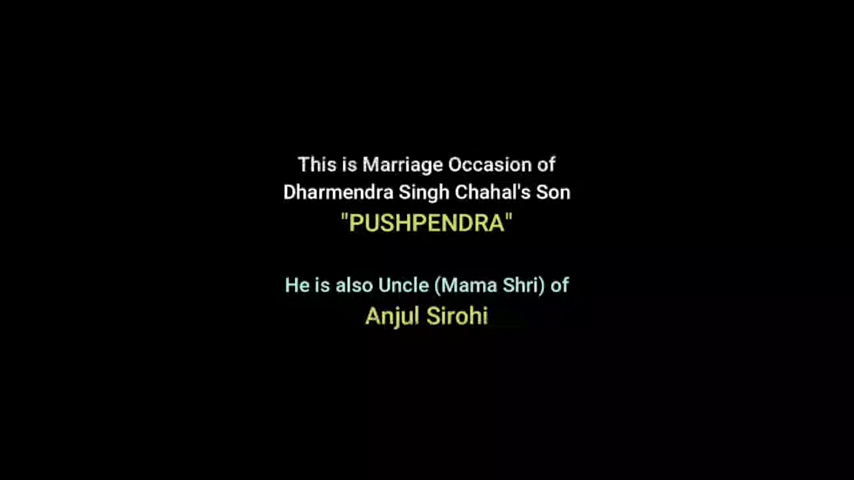 This is Marriage Occasion of
Dharmendra Singh Chahal's Son
"PUSHPENDRA"
He is also Uncle (Mama Shri) of
Anjul Sirohi